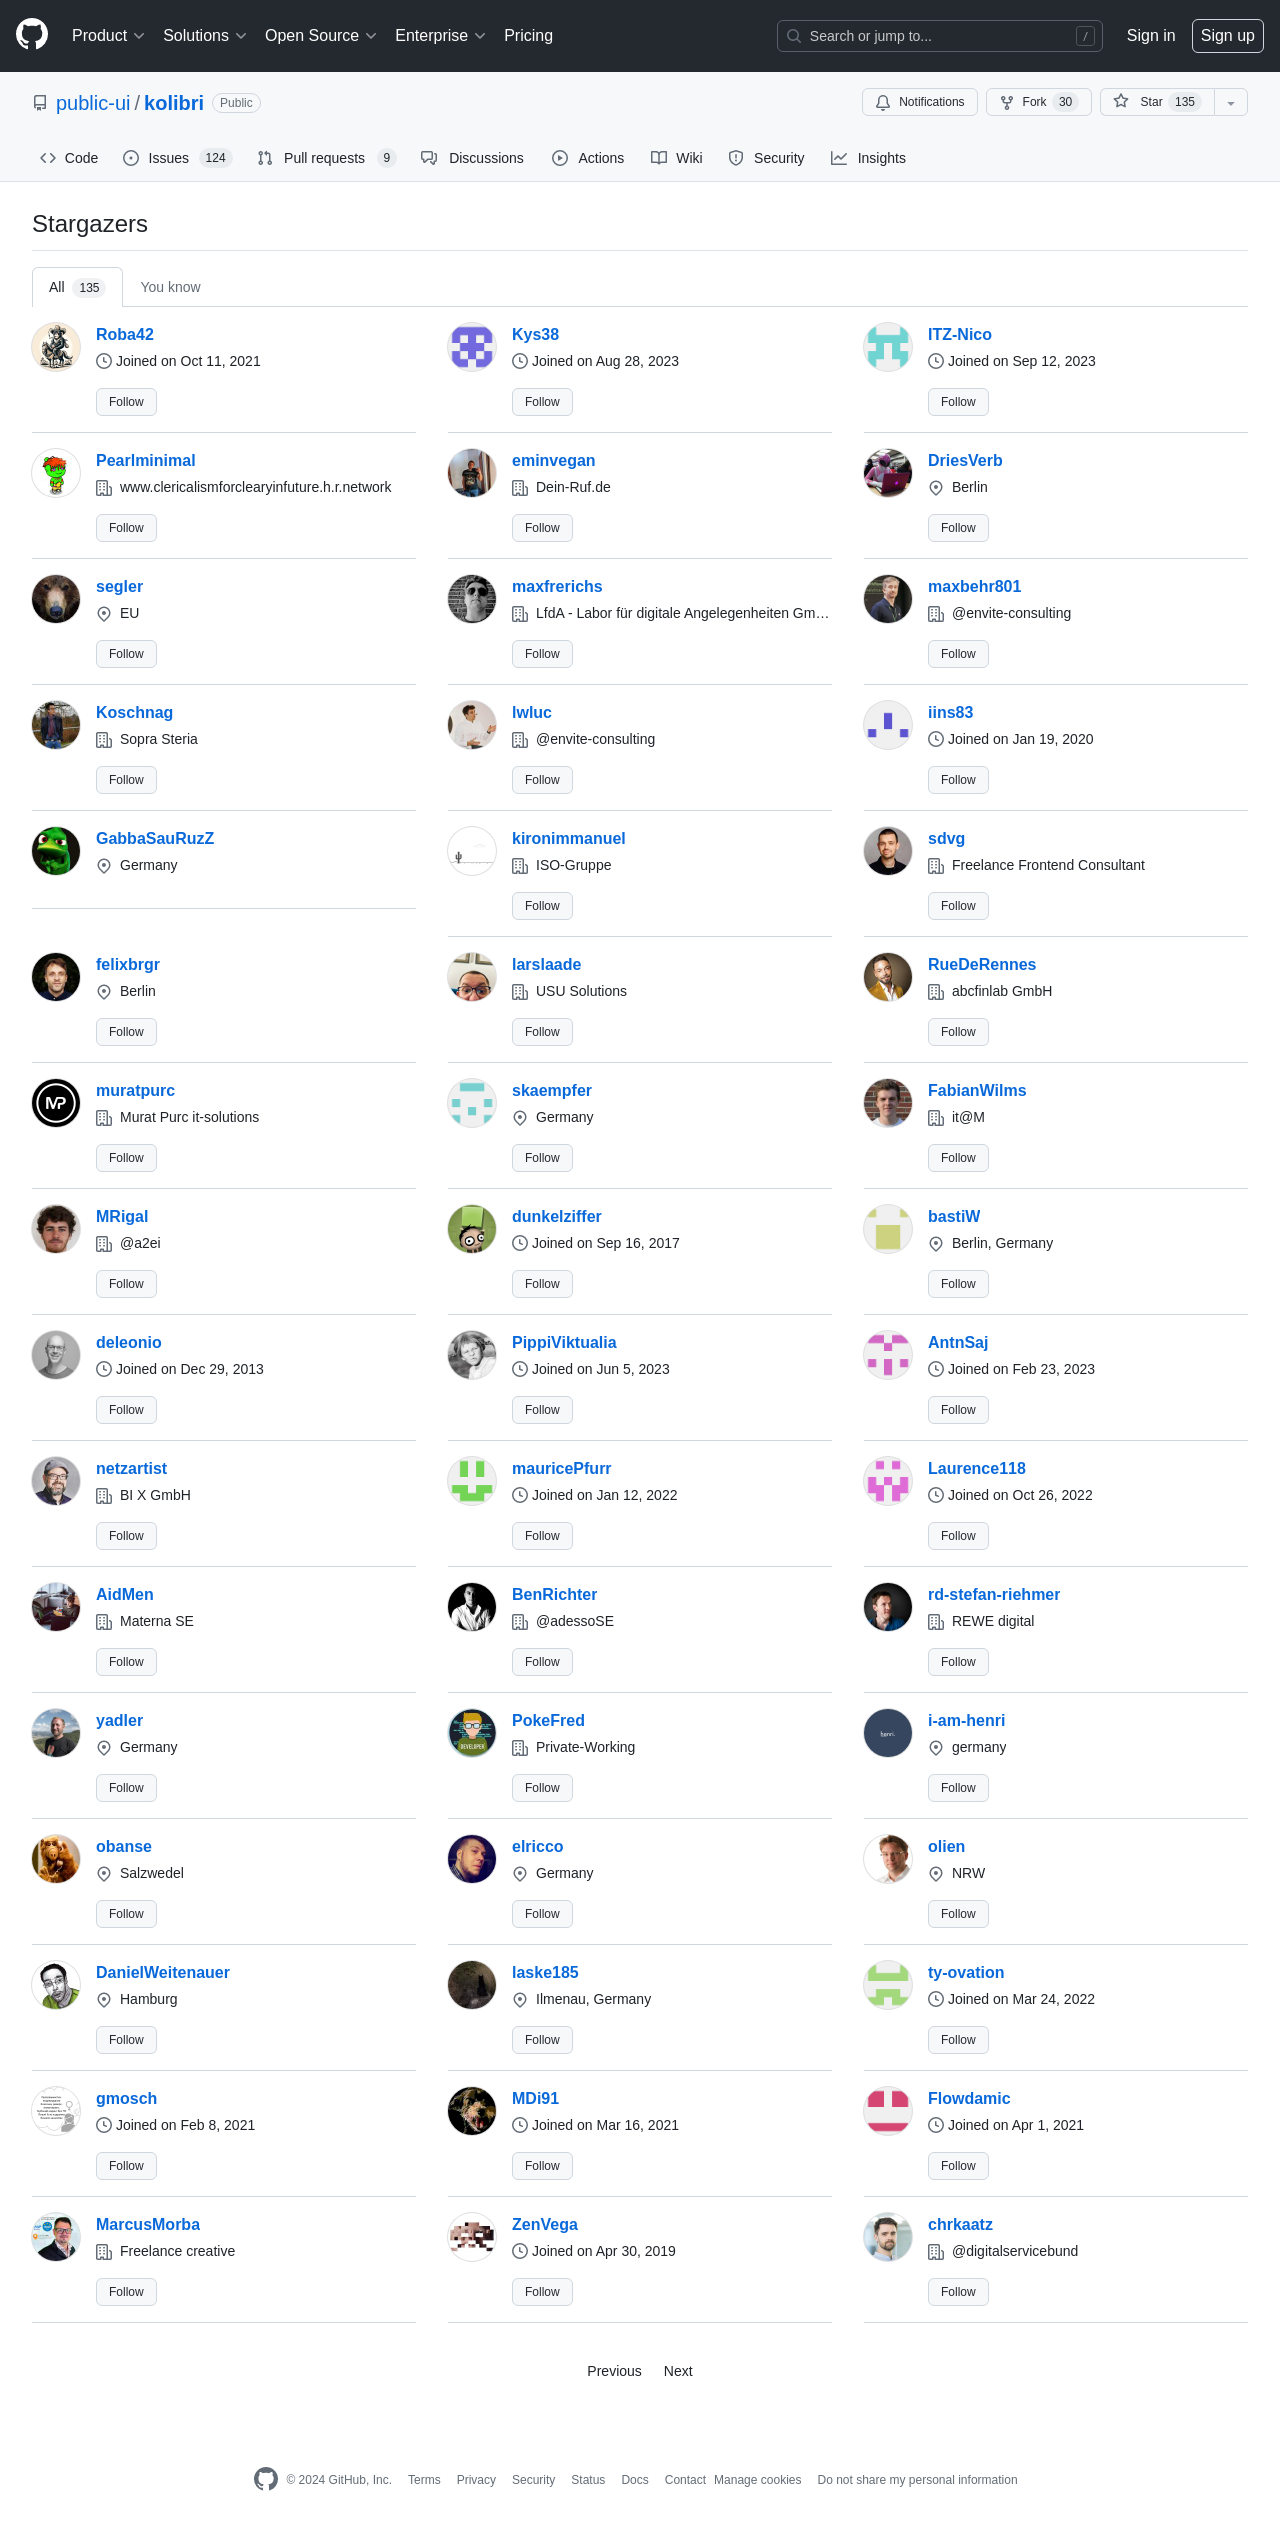 Product Solutions Open Source Enterprise Pricing Search or jump to... / Sign in Sign up
public-ui / kolibri Public Notifications Fork 30 Star 135
Code Issues 124 Pull requests 9 Discussions Actions Wiki Security Insights
Stargazers
All 135 You know
Roba42 Kys38 ITZ-Nico
Joined on Oct 11, 2021 Joined on Aug 28, 2023 Joined on Sep 12, 2023
Follow Follow Follow
Pearlminimal eminvegan DriesVerb
www.clericalismforclearyinfuture.h.r.network Dein-Ruf.de Berlin
Follow Follow Follow
segler maxfrerichs maxbehr801
EU LfdA - Labor für digitale Angelegenheiten Gm… @envite-consulting
Follow Follow Follow
Koschnag lwluc iins83
Sopra Steria @envite-consulting Joined on Jan 19, 2020
Follow Follow Follow
GabbaSauRuzZ kironimmanuel sdvg
Germany ISO-Gruppe Freelance Frontend Consultant
Follow Follow
felixbrgr larslaade RueDeRennes
Berlin USU Solutions abcfinlab GmbH
Follow Follow Follow
muratpurc skaempfer FabianWilms
Murat Purc it-solutions Germany it@M
Follow Follow Follow
MRigal dunkelziffer bastiW
@a2ei Joined on Sep 16, 2017 Berlin, Germany
Follow Follow Follow
deleonio PippiViktualia AntnSaj
Joined on Dec 29, 2013 Joined on Jun 5, 2023 Joined on Feb 23, 2023
Follow Follow Follow
netzartist mauricePfurr Laurence118
BI X GmbH Joined on Jan 12, 2022 Joined on Oct 26, 2022
Follow Follow Follow
AidMen BenRichter rd-stefan-riehmer
Materna SE @adessoSE REWE digital
Follow Follow Follow
yadler PokeFred i-am-henri
Germany Private-Working germany
DEVELOPER henri.
Follow Follow Follow
obanse elricco olien
Salzwedel Germany NRW
Follow Follow Follow
DanielWeitenauer laske185 ty-ovation
Hamburg Ilmenau, Germany Joined on Mar 24, 2022
Follow Follow Follow
gmosch MDi91 Flowdamic
Joined on Feb 8, 2021 Joined on Mar 16, 2021 Joined on Apr 1, 2021
Follow Follow Follow
MarcusMorba ZenVega chrkaatz
Freelance creative Joined on Apr 30, 2019 @digitalservicebund
Follow Follow Follow
Previous Next
© 2024 GitHub, Inc. Terms Privacy Security Status Docs Contact Manage cookies Do not share my personal information